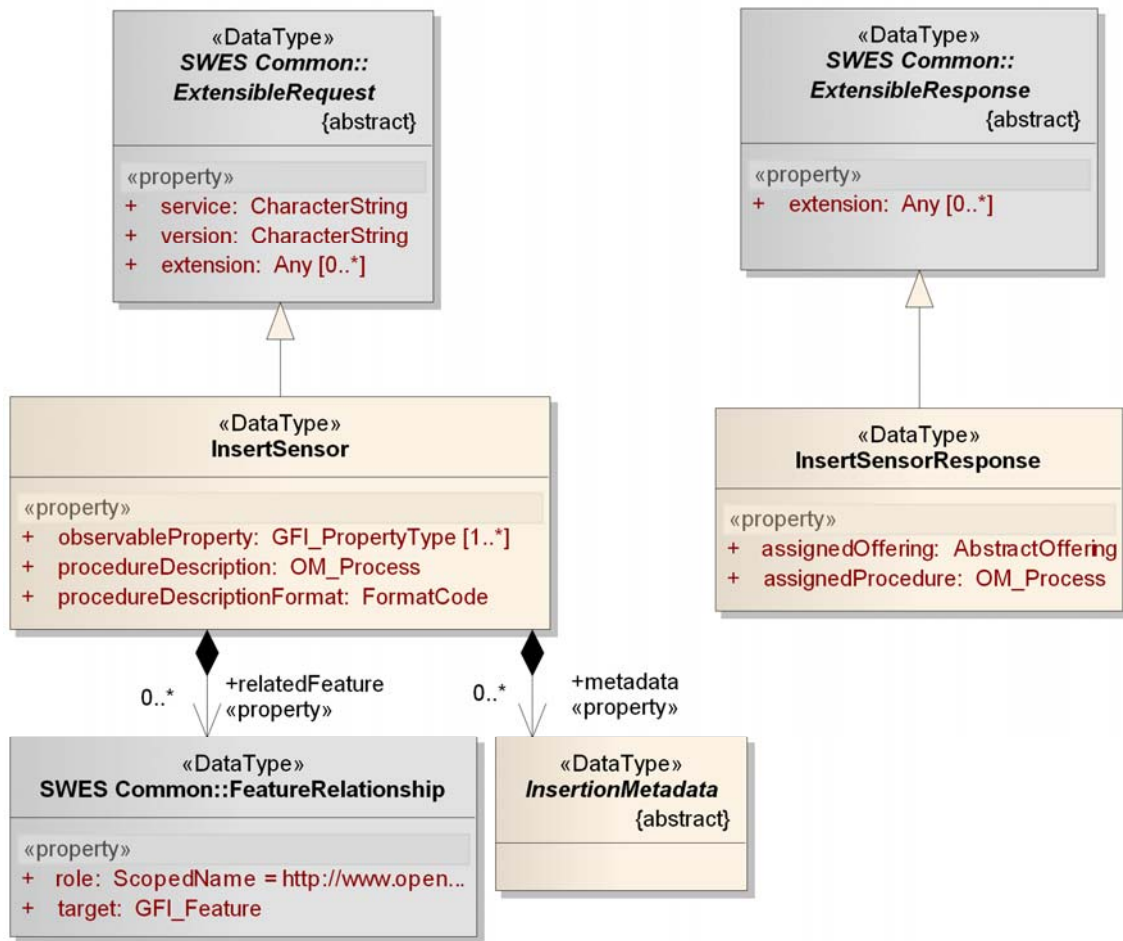 «DataType»
SWES Common::
ExtensibleRequest
{abstract}
«property»
+ service: CharacterString
+ version: CharacterString
+ extension: Any [0..*]
«DataType»
SWES Common::
ExtensibleResponse
{abstract}
«property»
+ extension: Any [0..*]
«DataType»
InsertSensor
«property»
+ observableProperty: GFI_PropertyType [1..*]
+ procedureDescription: OM_Process
+ procedureDescriptionFormat: FormatCode
«DataType»
InsertSensorResponse
«property»
+ assignedOffering: AbstractOffering
+ assignedProcedure: OM_Process
0..*
+relatedFeature
«property»
0..*
+metadata
«property»
«DataType»
SWES Common::FeatureRelationship
«property»
+ role: ScopedName = http://www.open...
+ target: GFI_Feature
«DataType»
InsertionMetadata
{abstract}